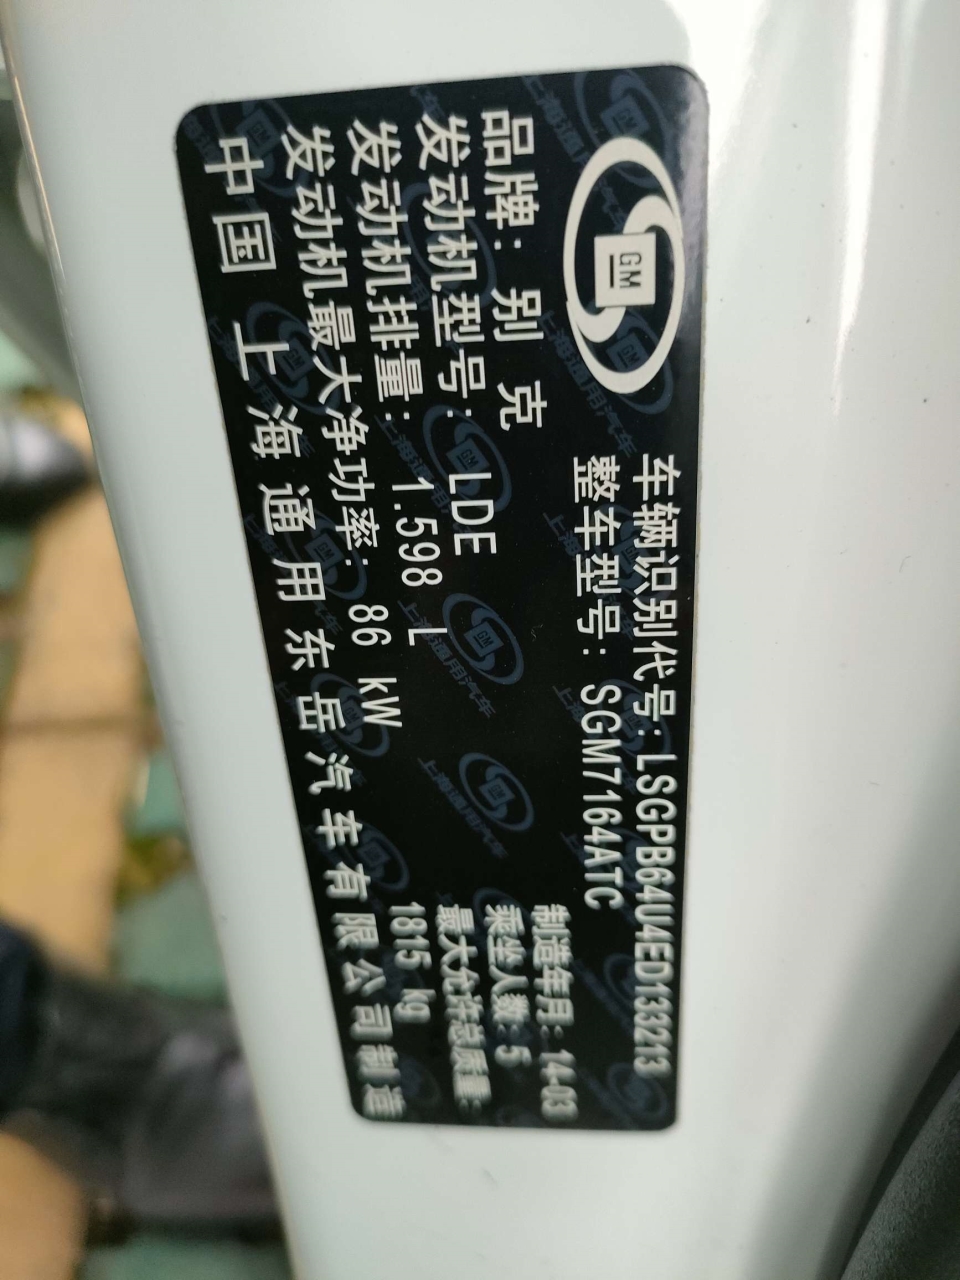 GM
车辆识别代号:LSGPB64U4ED133213
整车型号: SGM7164ATC
品牌: 别 克
制造年月: 14-03
发动机型号: LDE
乘坐人数: 5
发动机排量: 1.598 L
最大允许总质量:
1815 kg
发动机最大净功率: 86 kW
中国 上 海 通 用 东 岳 汽 车 有 限 公 司 制 造